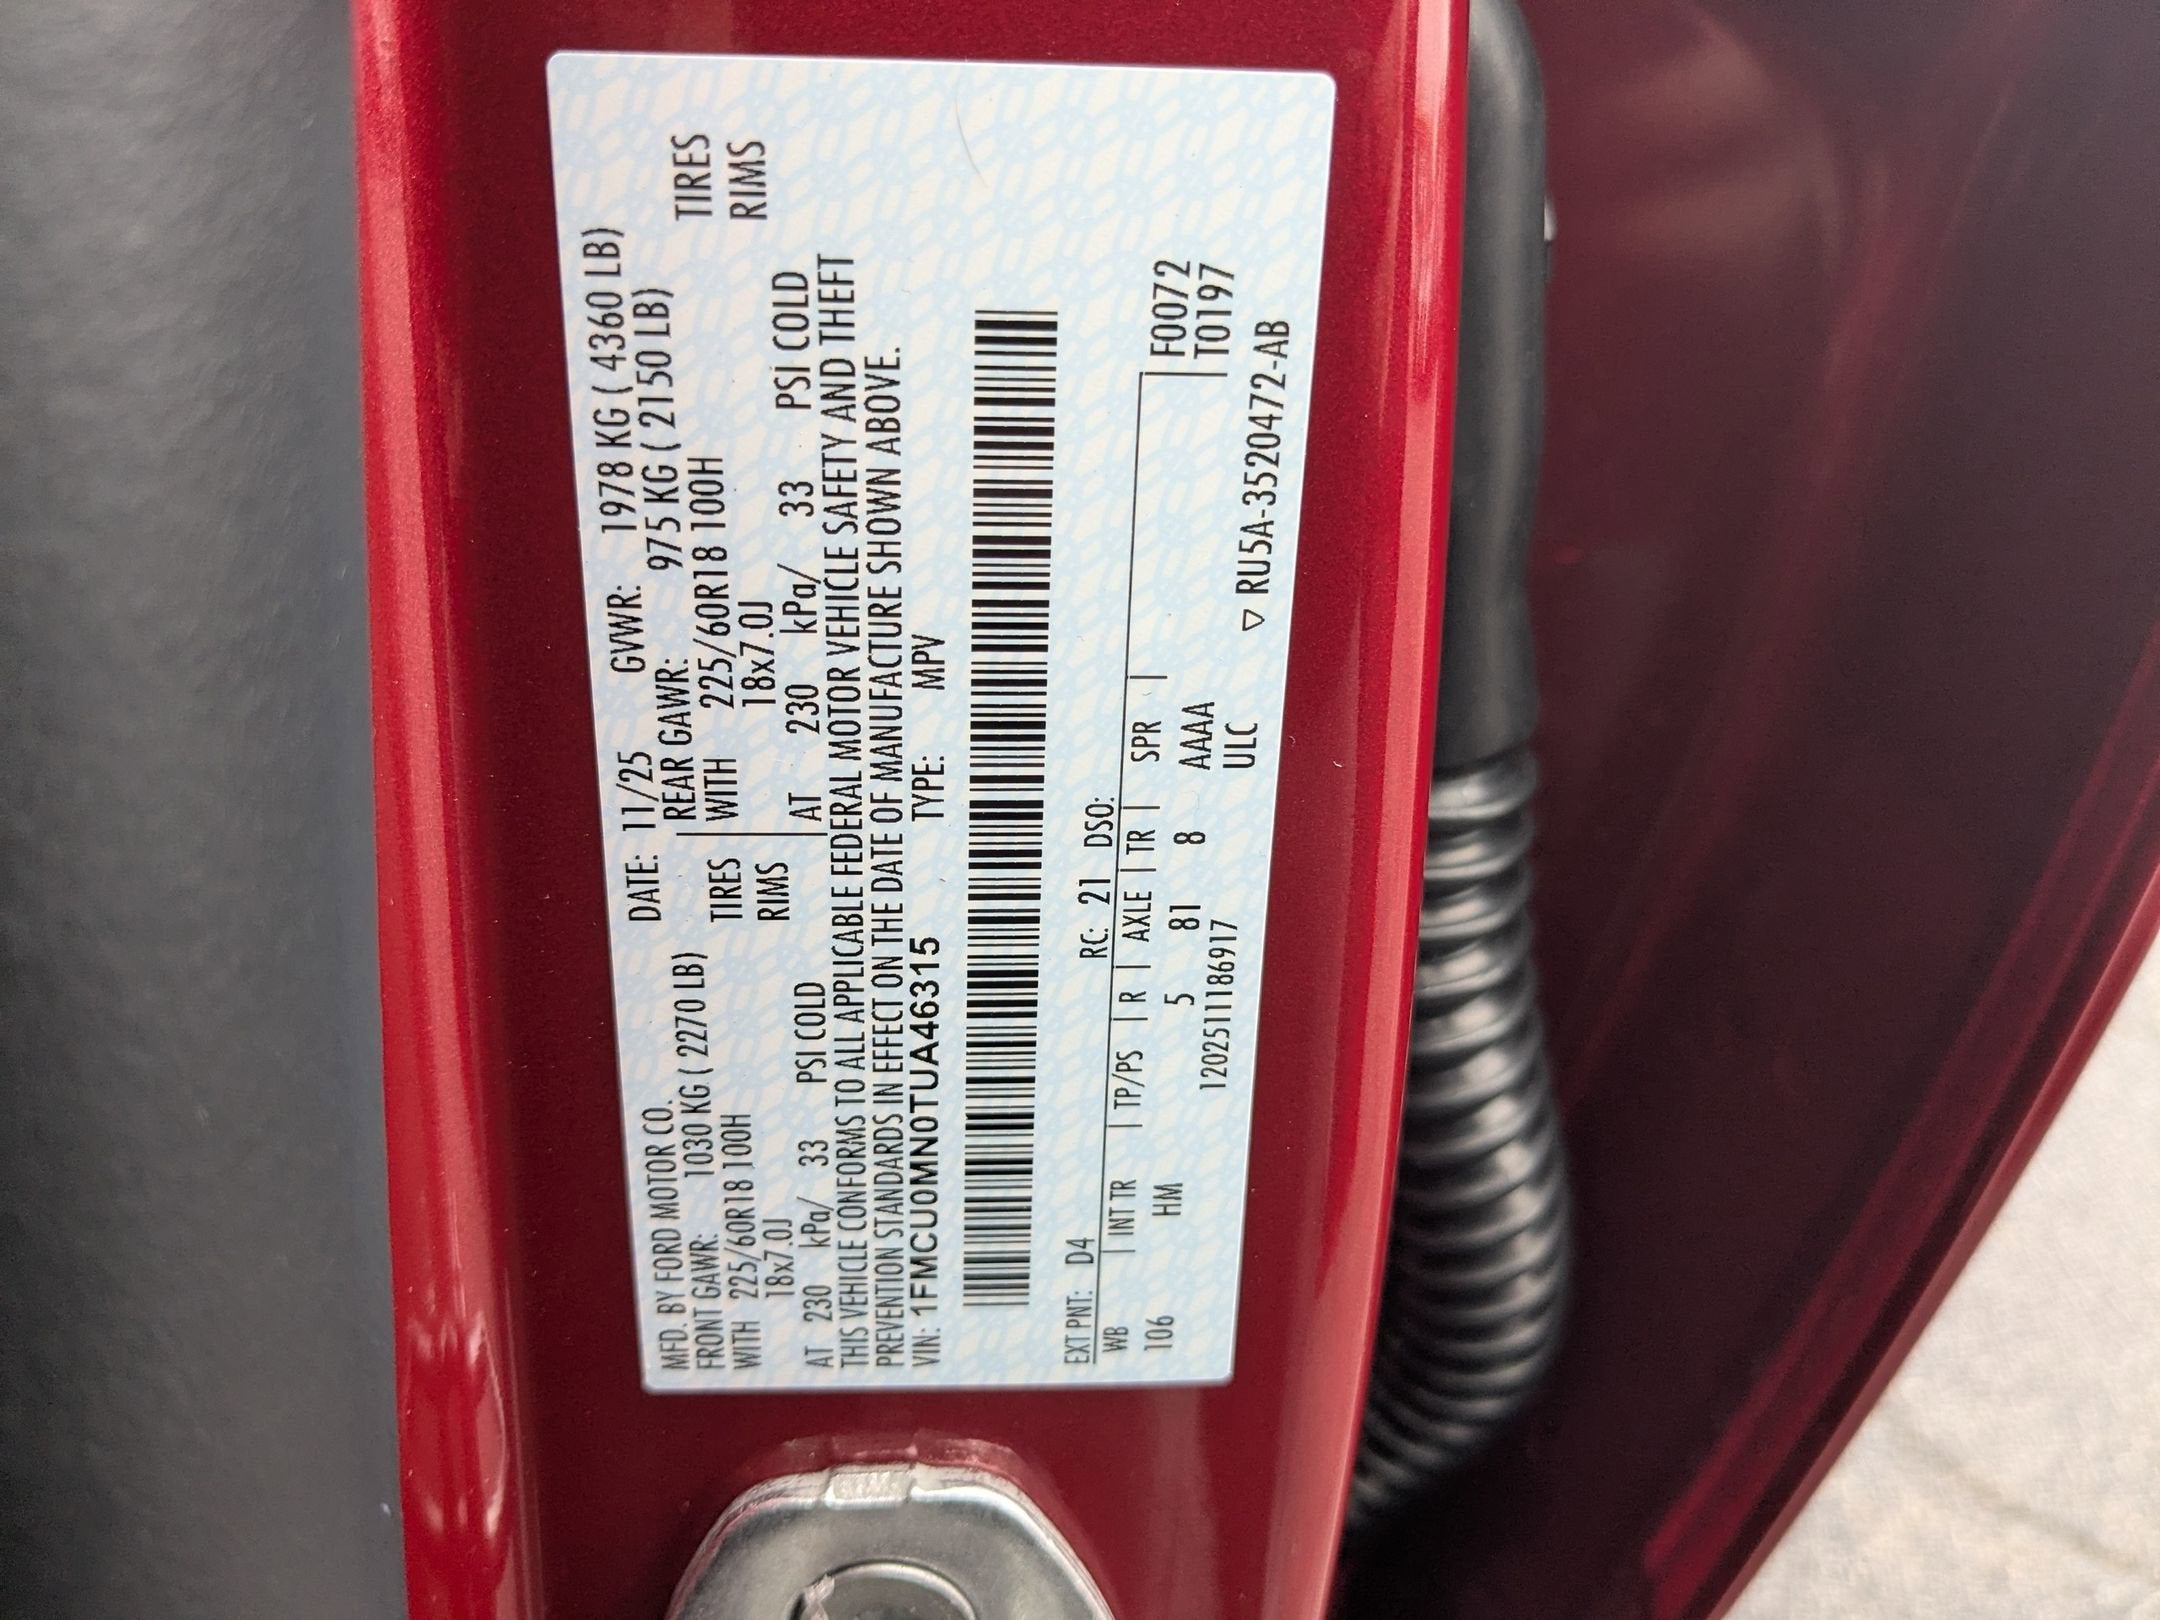 MFD. BY FORD MOTOR CO. DATE: 11/25 GVWR: 1978 KG ( 4360 LB)
FRONT GAWR: 1030 KG ( 2270 LB) REAR GAWR: 975 KG ( 2150 LB)
WITH 225/60R18 100H TIRES WITH 225/60R18 100H TIRES
18x7.0J RIMS 18x7.0J RIMS
AT 230 kPa/ 33 PSI COLD AT 230 kPa/ 33 PSI COLD
THIS VEHICLE CONFORMS TO ALL APPLICABLE FEDERAL MOTOR VEHICLE SAFETY AND THEFT
PREVENTION STANDARDS IN EFFECT ON THE DATE OF MANUFACTURE SHOWN ABOVE.
VIN: 1FMCU0MN0TUA46315 TYPE: MPV
EXT PNT: D4 RC: 21 DSO:
WB | INT TR | TP/PS | R | AXLE | TR | SPR | F0072
106 HM 5 81 8 AAAA T0197
1202511186917 ULC
▽ RU5A-3520472-AB